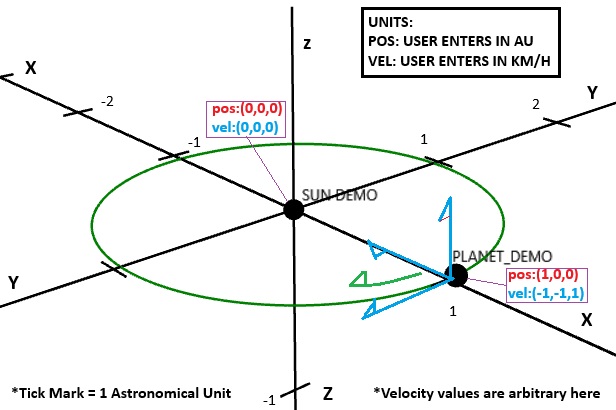 UNITS:
POS: USER ENTERS IN AU
VEL: USER ENTERS IN KM/H
z
X
-2
Y
2
pos:(0,0,0)
vel:(0,0,0)
-1
1
SUN DEMO
PLANET_DEMO
pos:(1,0,0)
vel:(-1,-1,1)
Y
1
X
*Tick Mark = 1 Astronomical Unit
-1
Z
*Velocity values are arbitrary here